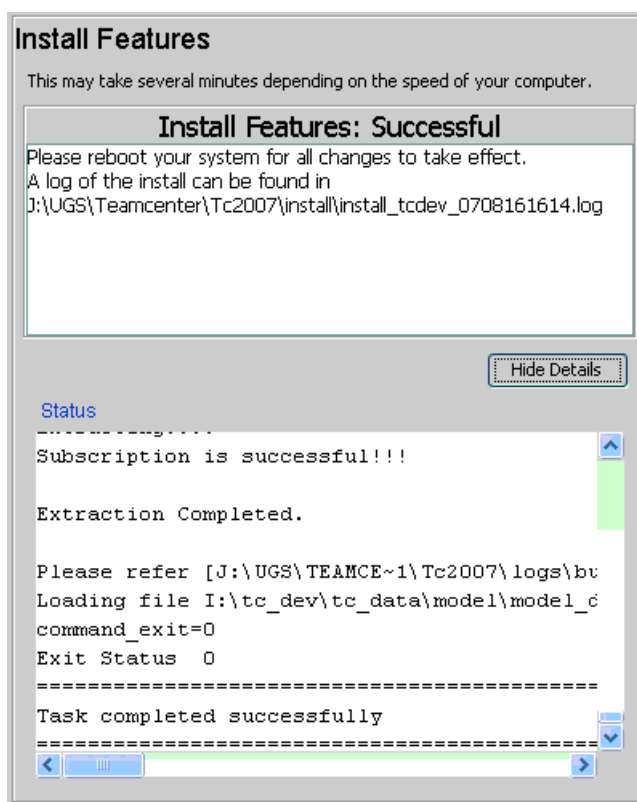 Install Features
This may take several minutes depending on the speed of your computer.
Install Features: Successful
Please reboot your system for all changes to take effect.
A log of the install can be found in
J:\UGS\Teamcenter\Tc2007\install\install_tcdev_0708161614.log
Hide Details
Status
Subscription is successful!!!
Extraction Completed.
Please refer [J:\UGS\TEAMCE~1\Tc2007\logs\bu
Loading file I:\tc_dev\tc_data\model\model_d
command_exit=0
Exit Status 0
============================================
Task completed successfully
============================================